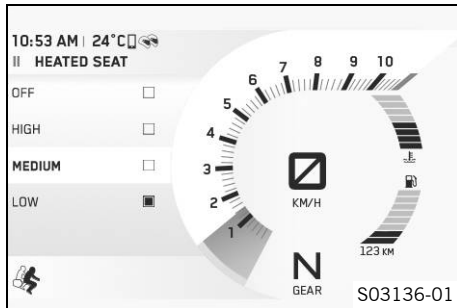 10:53 AM | 24°C
HEATED SEAT
OFF
HIGH
MEDIUM
LOW
1
2
3
4
5
6
7
8
9
10
0
KM/H
123 KM
N
GEAR
S03136-01